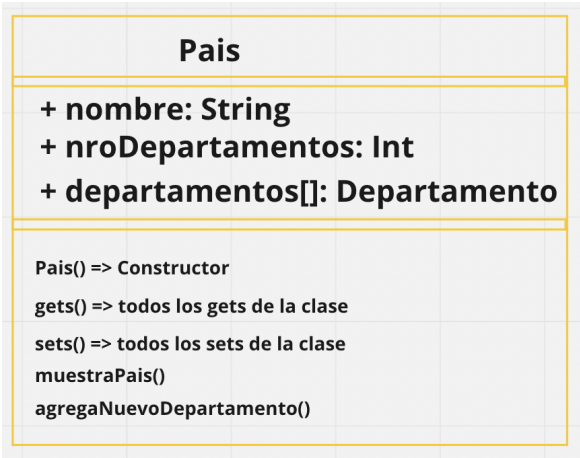 Pais
+ nombre: String
+ nroDepartamentos: Int
+ departamentos[]: Departamento
Pais() => Constructor
gets() => todos los gets de la clase
sets() => todos los sets de la clase
muestraPais()
agregaNuevoDepartamento()